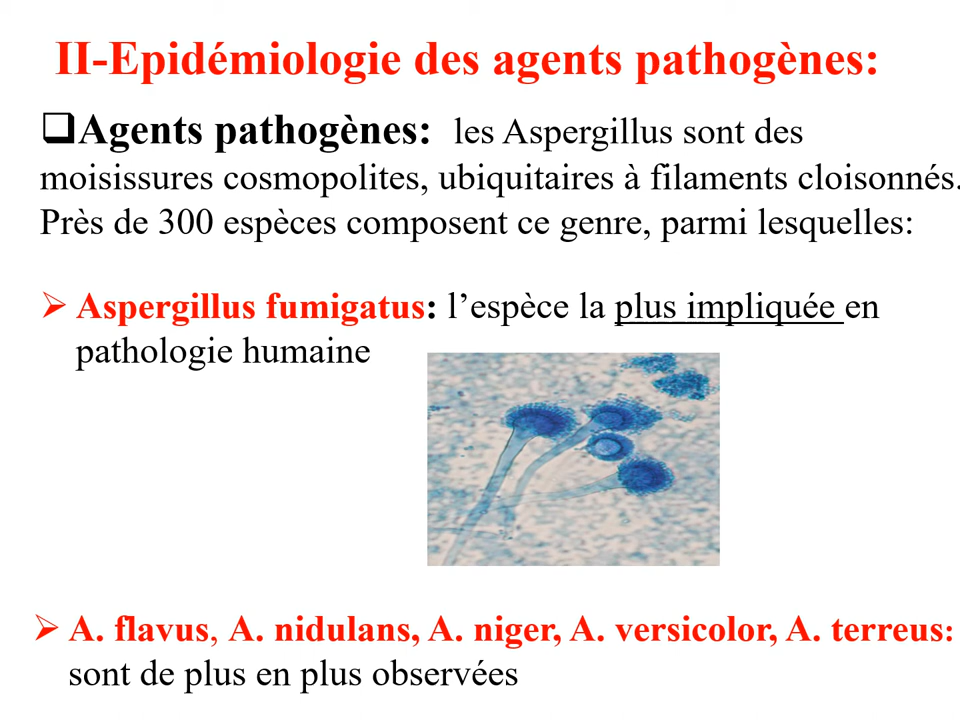 II-Epidémiologie des agents pathogènes:
Agents pathogènes: les Aspergillus sont des
moisissures cosmopolites, ubiquitaires à filaments cloisonnés.
Près de 300 espèces composent ce genre, parmi lesquelles:
Aspergillus fumigatus: l’espèce la plus impliquée en
pathologie humaine
A. flavus, A. nidulans, A. niger, A. versicolor, A. terreus:
sont de plus en plus observées